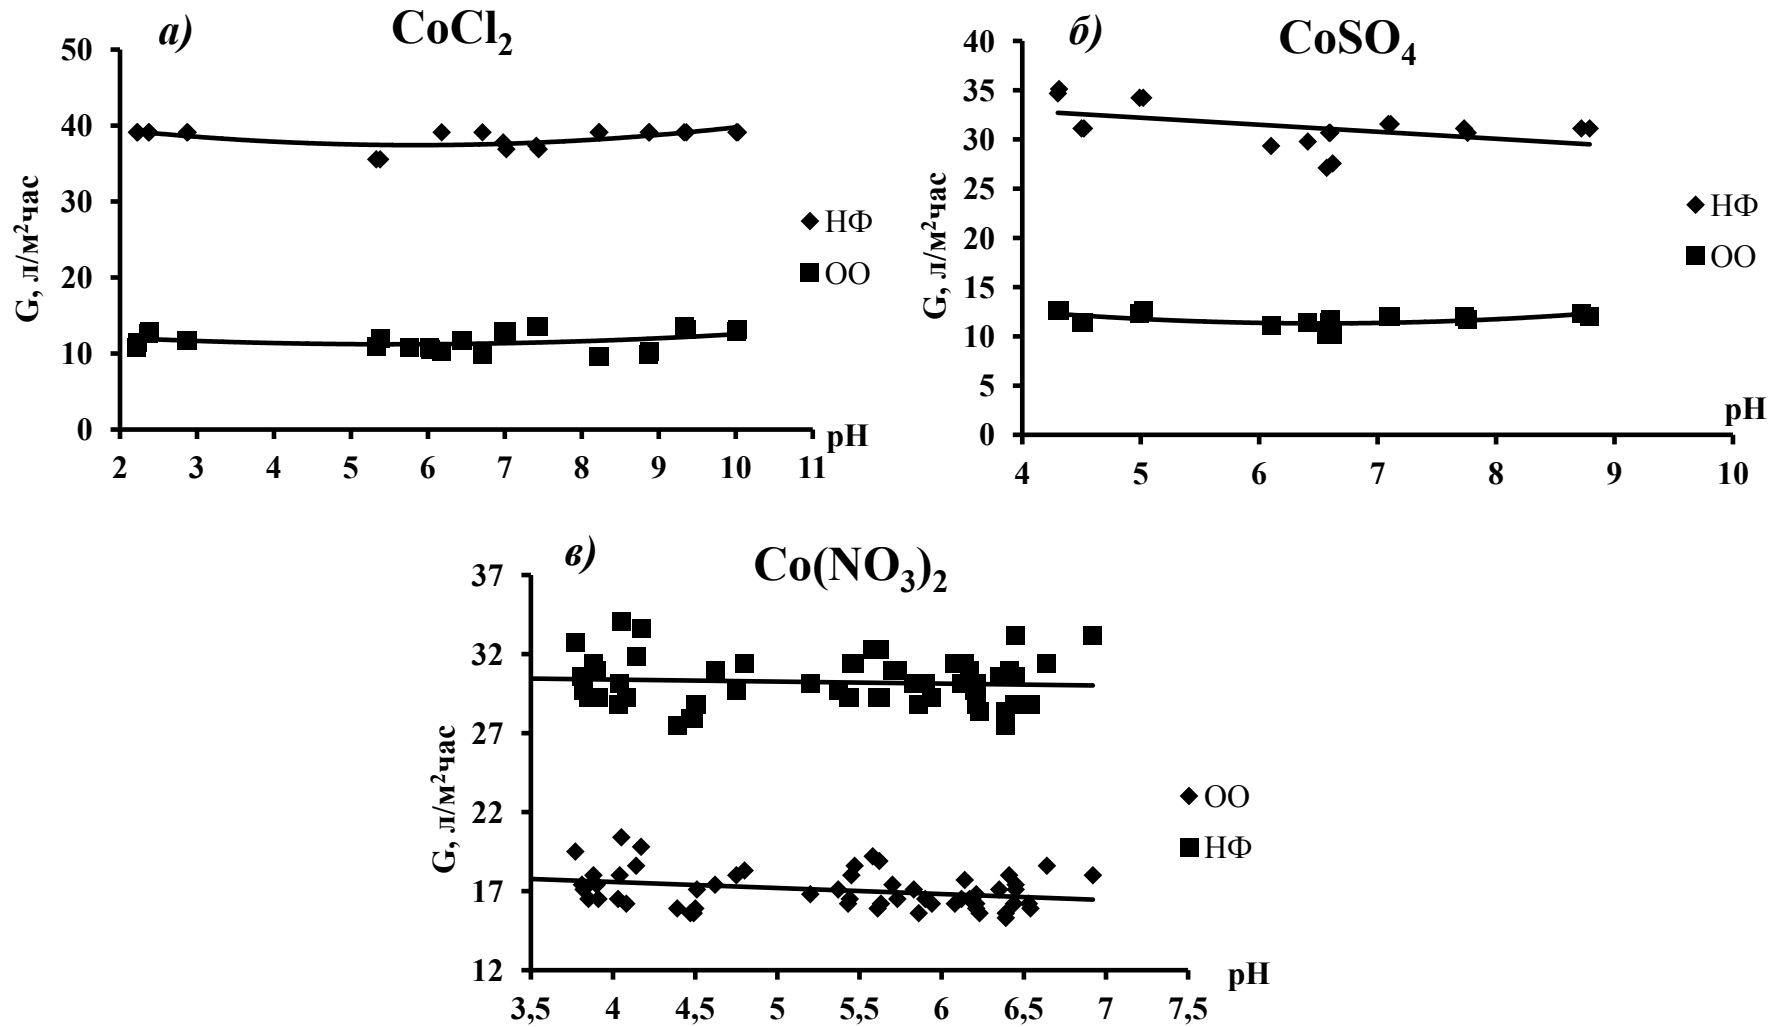 а)
CoCl₂
50
40
30
20
10
0
G, л/м²час
2 3 4 5 6 7 8 9 10 11
pH
НФ
ОО
б)
CoSO₄
40
35
30
25
20
15
10
5
0
G, л/м²час
4 5 6 7 8 9 10
pH
НФ
ОО
в)
Co(NO₃)₂
37
32
27
22
17
12
G, л/м²час
3,5 4 4,5 5 5,5 6 6,5 7 7,5
pH
ОО
НФ